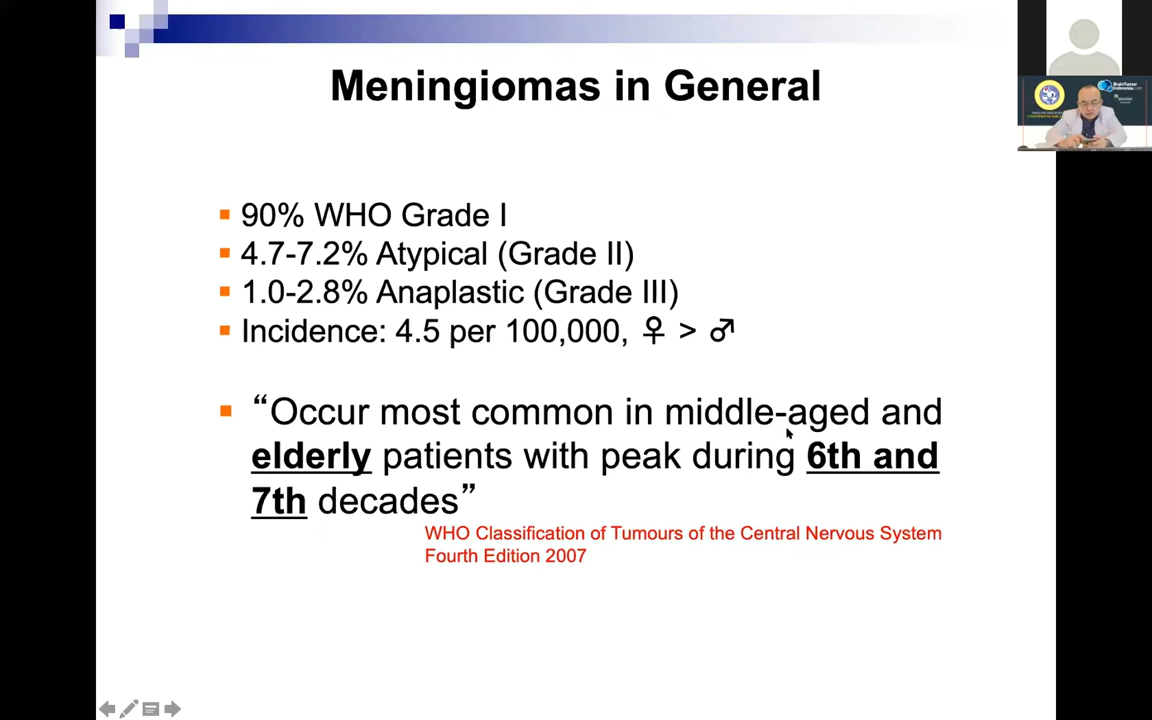 Meningiomas in General
90% WHO Grade I
4.7-7.2% Atypical (Grade II)
1.0-2.8% Anaplastic (Grade III)
Incidence: 4.5 per 100,000, ♀ > ♂
“Occur most common in middle-aged and
elderly patients with peak during 6th and
7th decades”
WHO Classification of Tumours of the Central Nervous System
Fourth Edition 2007